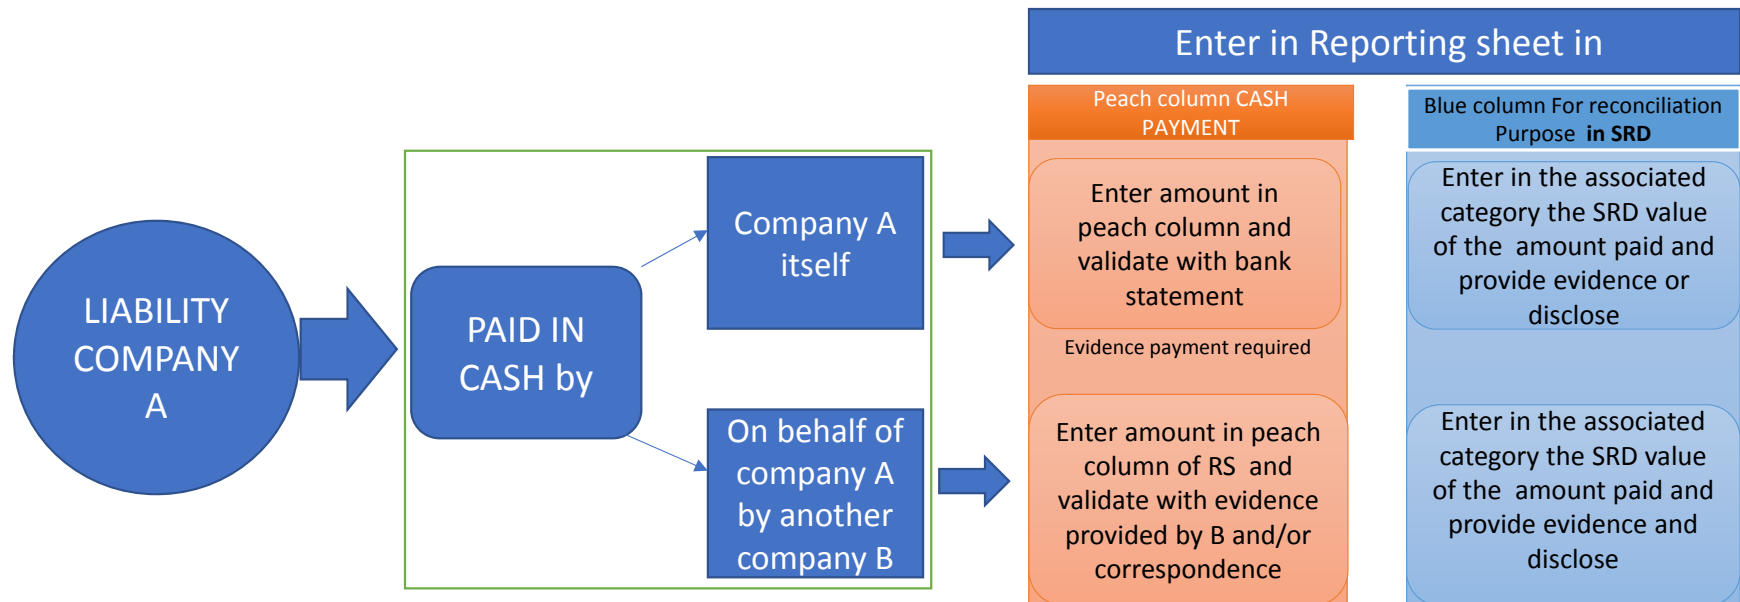 Enter in Reporting sheet in
Peach column CASH
PAYMENT
Blue column For reconciliation
Purpose in SRD
LIABILITY
COMPANY
A
PAID IN
CASH by
Company A
itself
On behalf of
company A
by another
company B
Enter amount in
peach column and
validate with bank
statement
Evidence payment required
Enter amount in peach
column of RS and
validate with evidence
provided by B and/or
correspondence
Enter in the associated
category the SRD value
of the amount paid and
provide evidence or
disclose
Enter in the associated
category the SRD value
of the amount paid and
provide evidence and
disclose